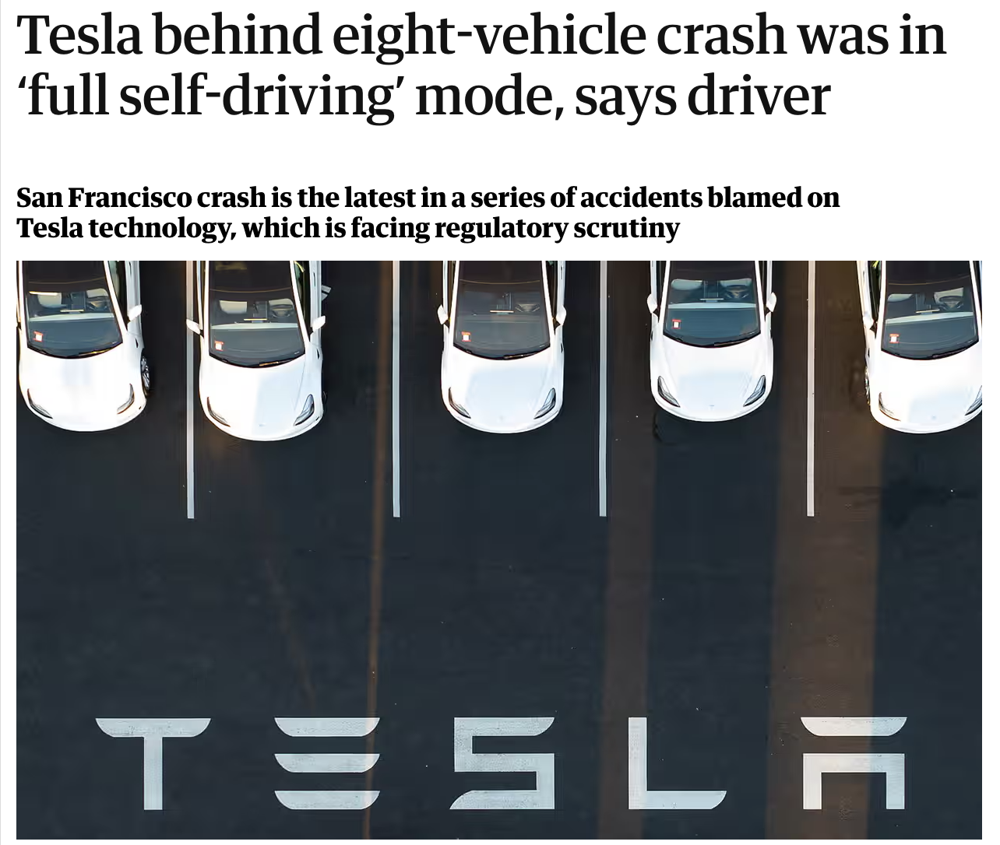 Tesla behind eight-vehicle crash was in
‘full self-driving’ mode, says driver
San Francisco crash is the latest in a series of accidents blamed on
Tesla technology, which is facing regulatory scrutiny
TESLA